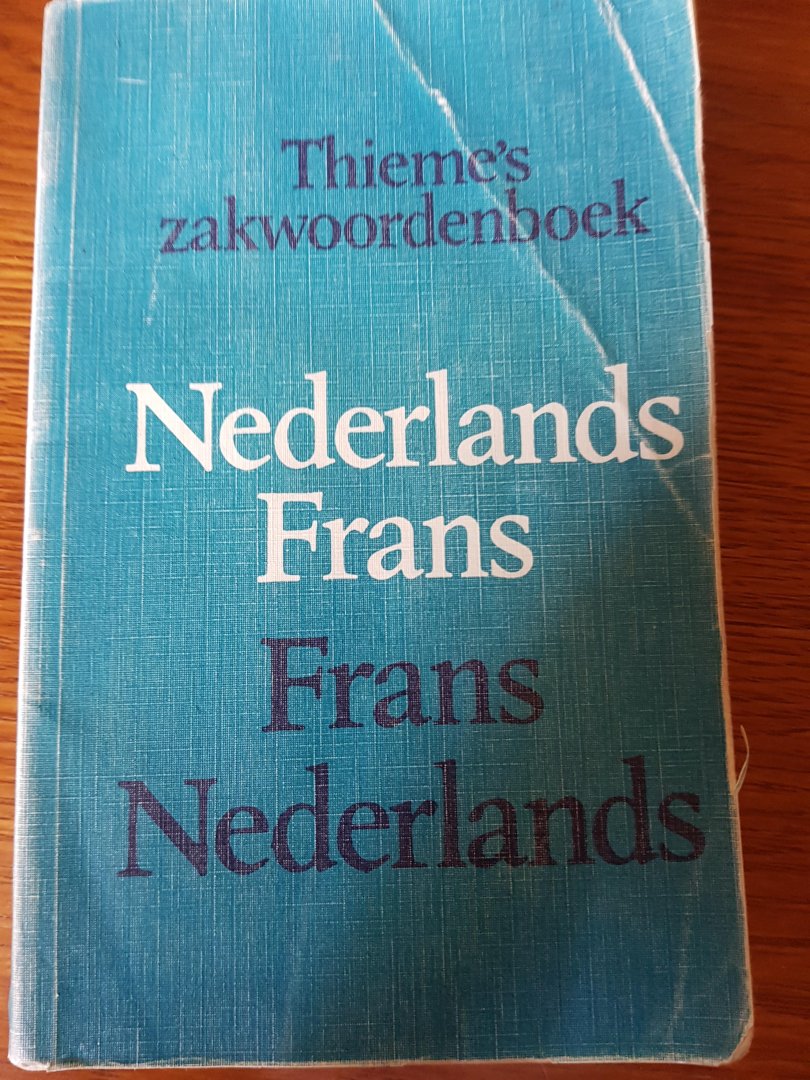 Thieme's
zakwoordenboek
Nederlands
Frans
Frans
Nederlands